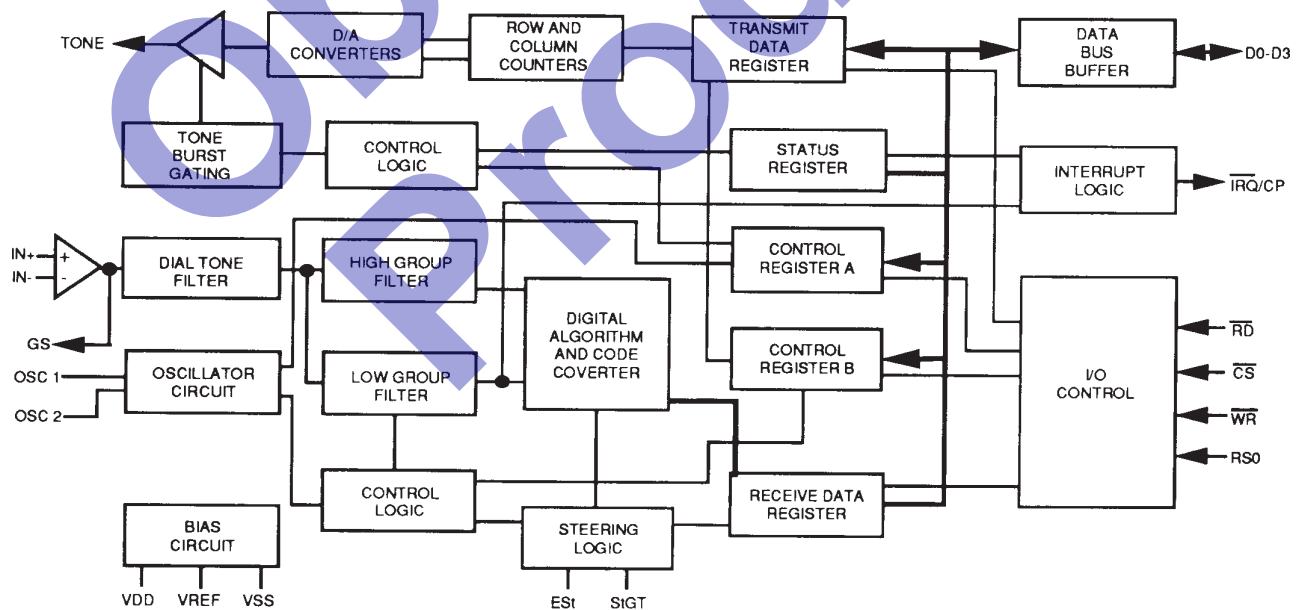 TONE
D/A
CONVERTERS
ROW AND
COLUMN
COUNTERS
TRANSMIT
DATA
REGISTER
DATA
BUS
BUFFER
D0-D3
TONE
BURST
GATING
CONTROL
LOGIC
STATUS
REGISTER
INTERRUPT
LOGIC
IRQ/CP
IN+
IN-
+
-
DIAL TONE
FILTER
HIGH GROUP
FILTER
CONTROL
REGISTER A
GS
OSC 1
OSC 2
OSCILLATOR
CIRCUIT
LOW GROUP
FILTER
DIGITAL
ALGORITHM
AND CODE
COVERTER
CONTROL
REGISTER B
I/O
CONTROL
RD
CS
WR
RS0
CONTROL
LOGIC
RECEIVE DATA
REGISTER
BIAS
CIRCUIT
STEERING
LOGIC
VDD
VREF
VSS
ESt
StGT